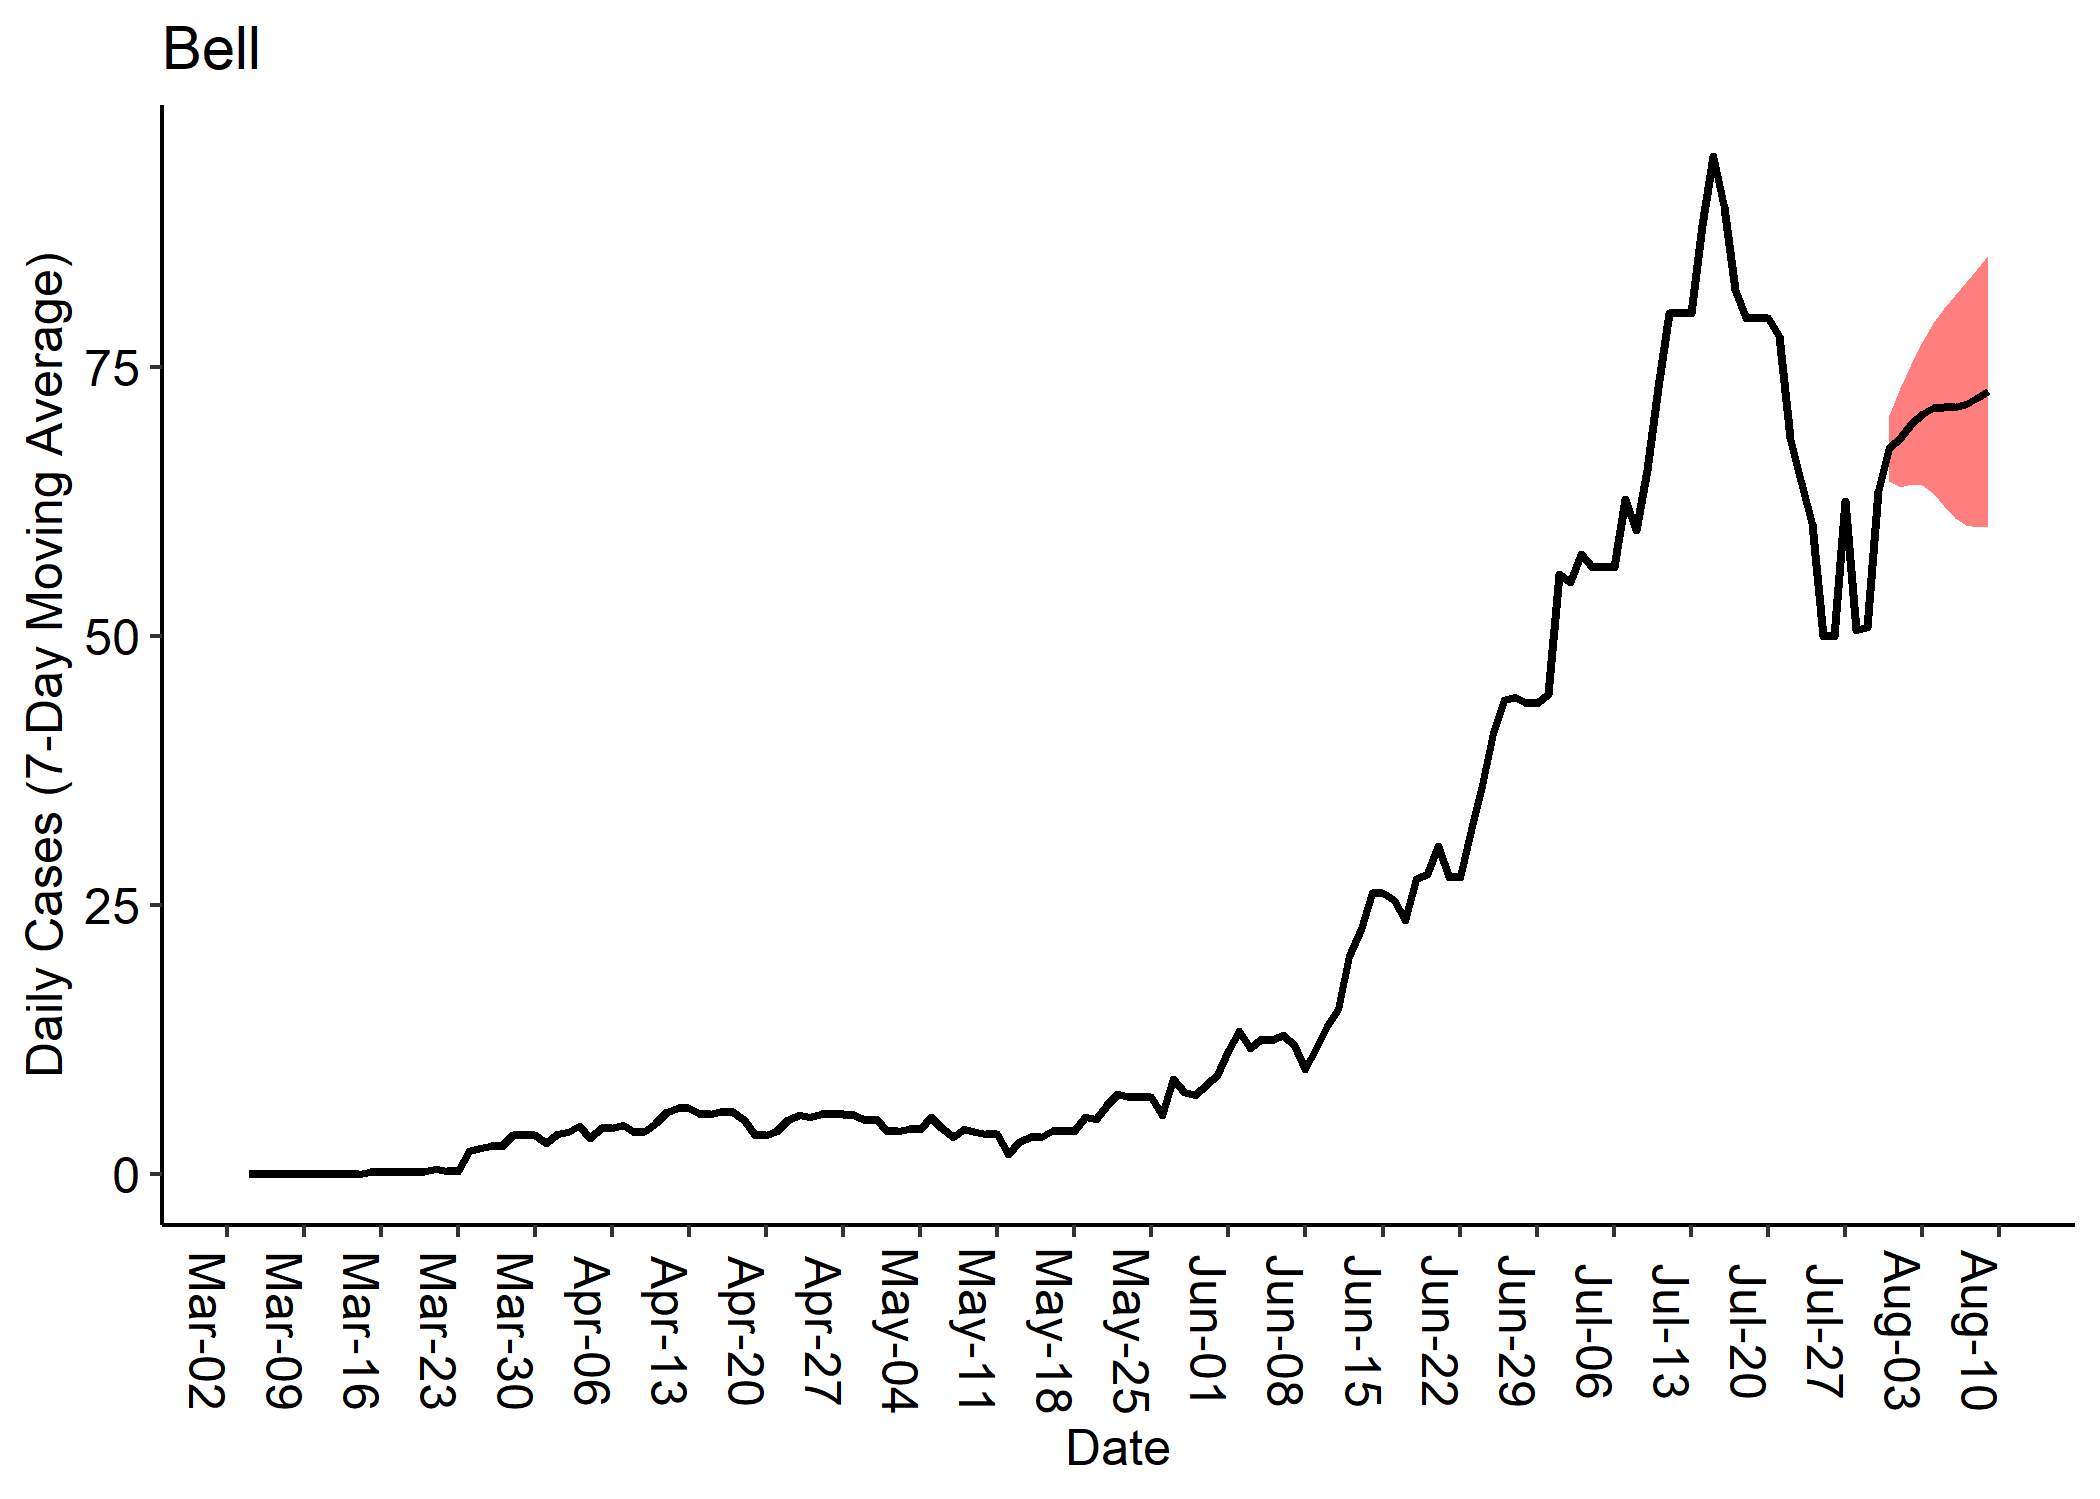 Bell
Daily Cases (7-Day Moving Average)
75
50
25
0
Mar-02
Mar-09
Mar-16
Mar-23
Mar-30
Apr-06
Apr-13
Apr-20
Apr-27
May-04
May-11
May-18
May-25
Jun-01
Jun-08
Jun-15
Jun-22
Jun-29
Jul-06
Jul-13
Jul-20
Jul-27
Aug-03
Aug-10
Date